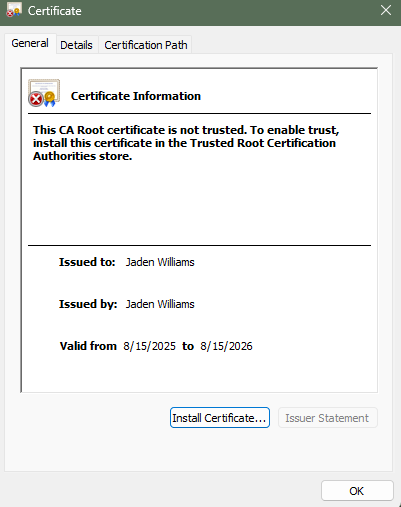 Certificate
General Details Certification Path
Certificate Information
This CA Root certificate is not trusted. To enable trust,
install this certificate in the Trusted Root Certification
Authorities store.
Issued to: Jaden Williams
Issued by: Jaden Williams
Valid from 8/15/2025 to 8/15/2026
Install Certificate... Issuer Statement
OK